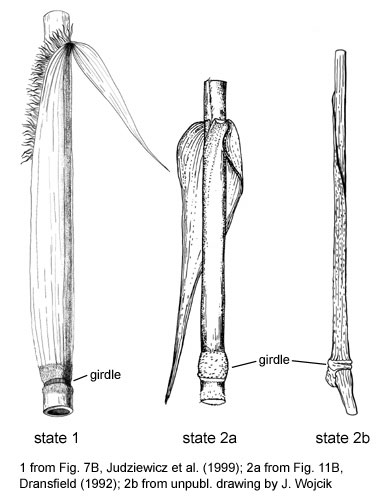 girdle
girdle
state 1
state 2a
state 2b
1 from Fig. 7B, Judziewicz et al. (1999); 2a from Fig. 11B,
Dransfield (1992); 2b from unpubl. drawing by J. Wojcik